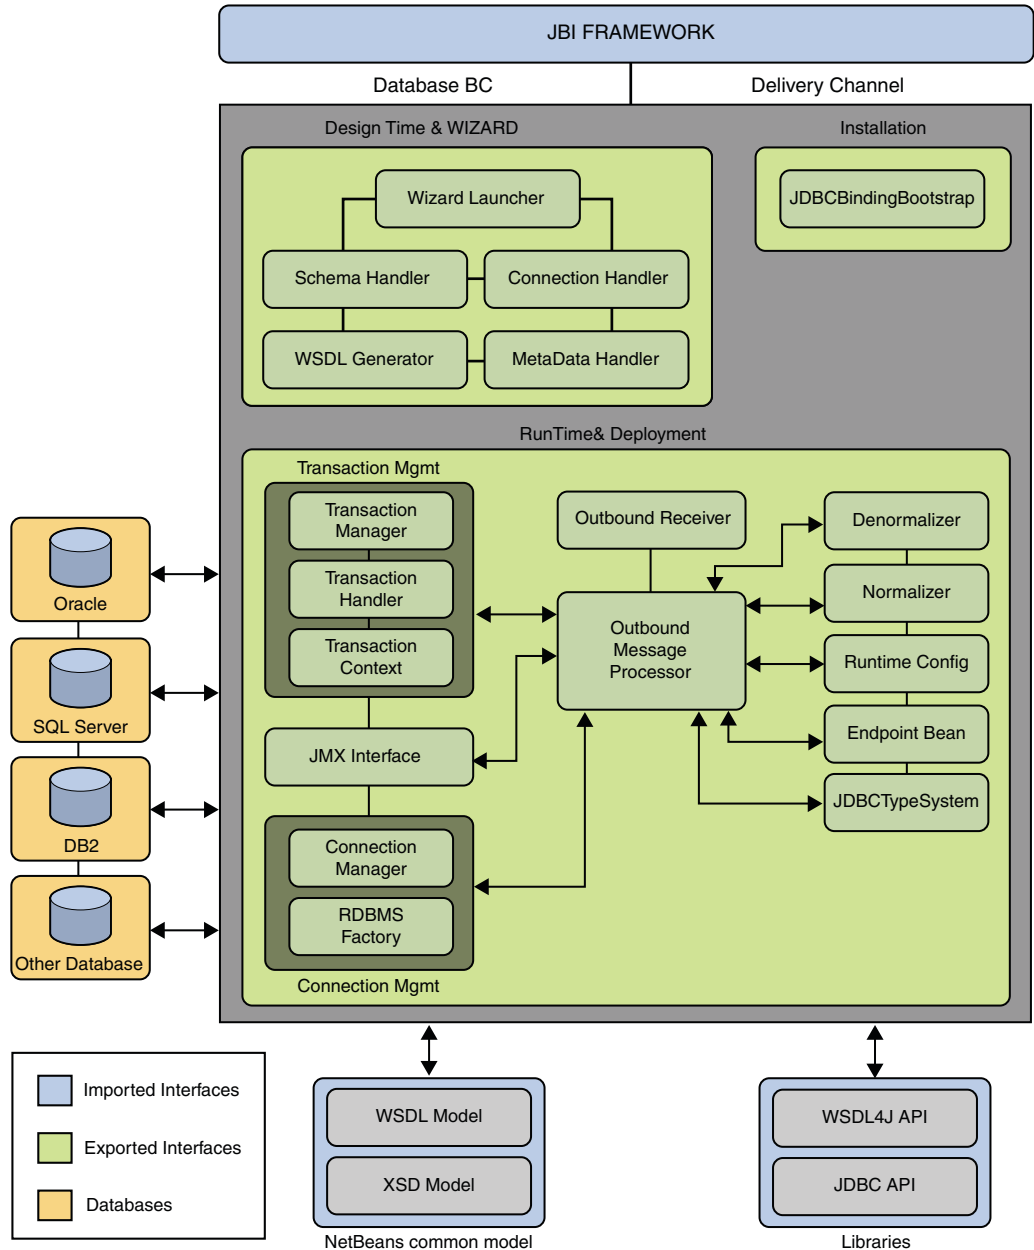 JBI FRAMEWORK
Database BC
Delivery Channel
Design Time & WIZARD
Installation
Wizard Launcher
JDBCBindingBootstrap
Schema Handler
Connection Handler
WSDL Generator
MetaData Handler
RunTime& Deployment
Transaction Mgmt
Transaction
Manager
Transaction
Handler
Transaction
Context
JMX Interface
Connection
Manager
RDBMS
Factory
Connection Mgmt
Outbound Receiver
Outbound
Message
Processor
Denormalizer
Normalizer
Runtime Config
Endpoint Bean
JDBCTypeSystem
Oracle
SQL Server
DB2
Other Database
Imported Interfaces
Exported Interfaces
Databases
WSDL Model
XSD Model
NetBeans common model
WSDL4J API
JDBC API
Libraries